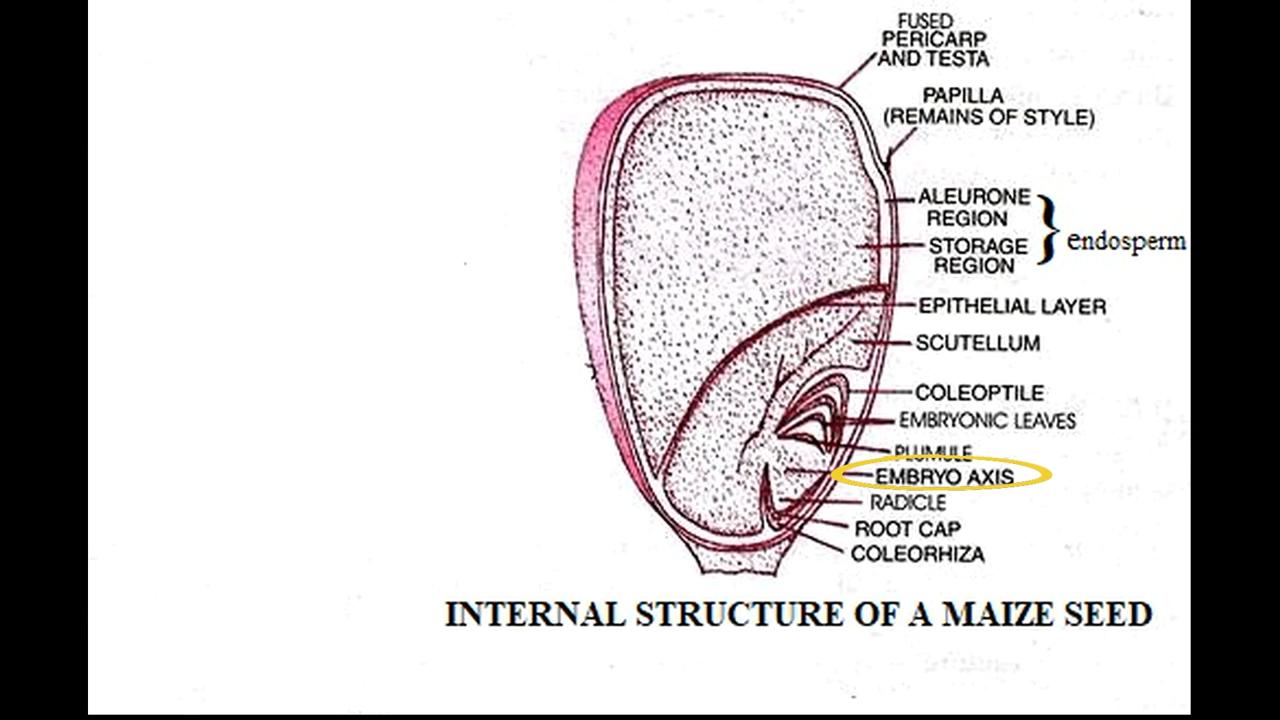 FUSED
PERICARP
AND TESTA
PAPILLA
(REMAINS OF STYLE)
ALEURONE
REGION
endosperm
STORAGE
REGION
EPITHELIAL LAYER
SCUTELLUM
COLEOPTILE
EMBRYONIC LEAVES
PLUMULE
EMBRYO AXIS
RADICLE
ROOT CAP
COLEORHIZA
INTERNAL STRUCTURE OF A MAIZE SEED